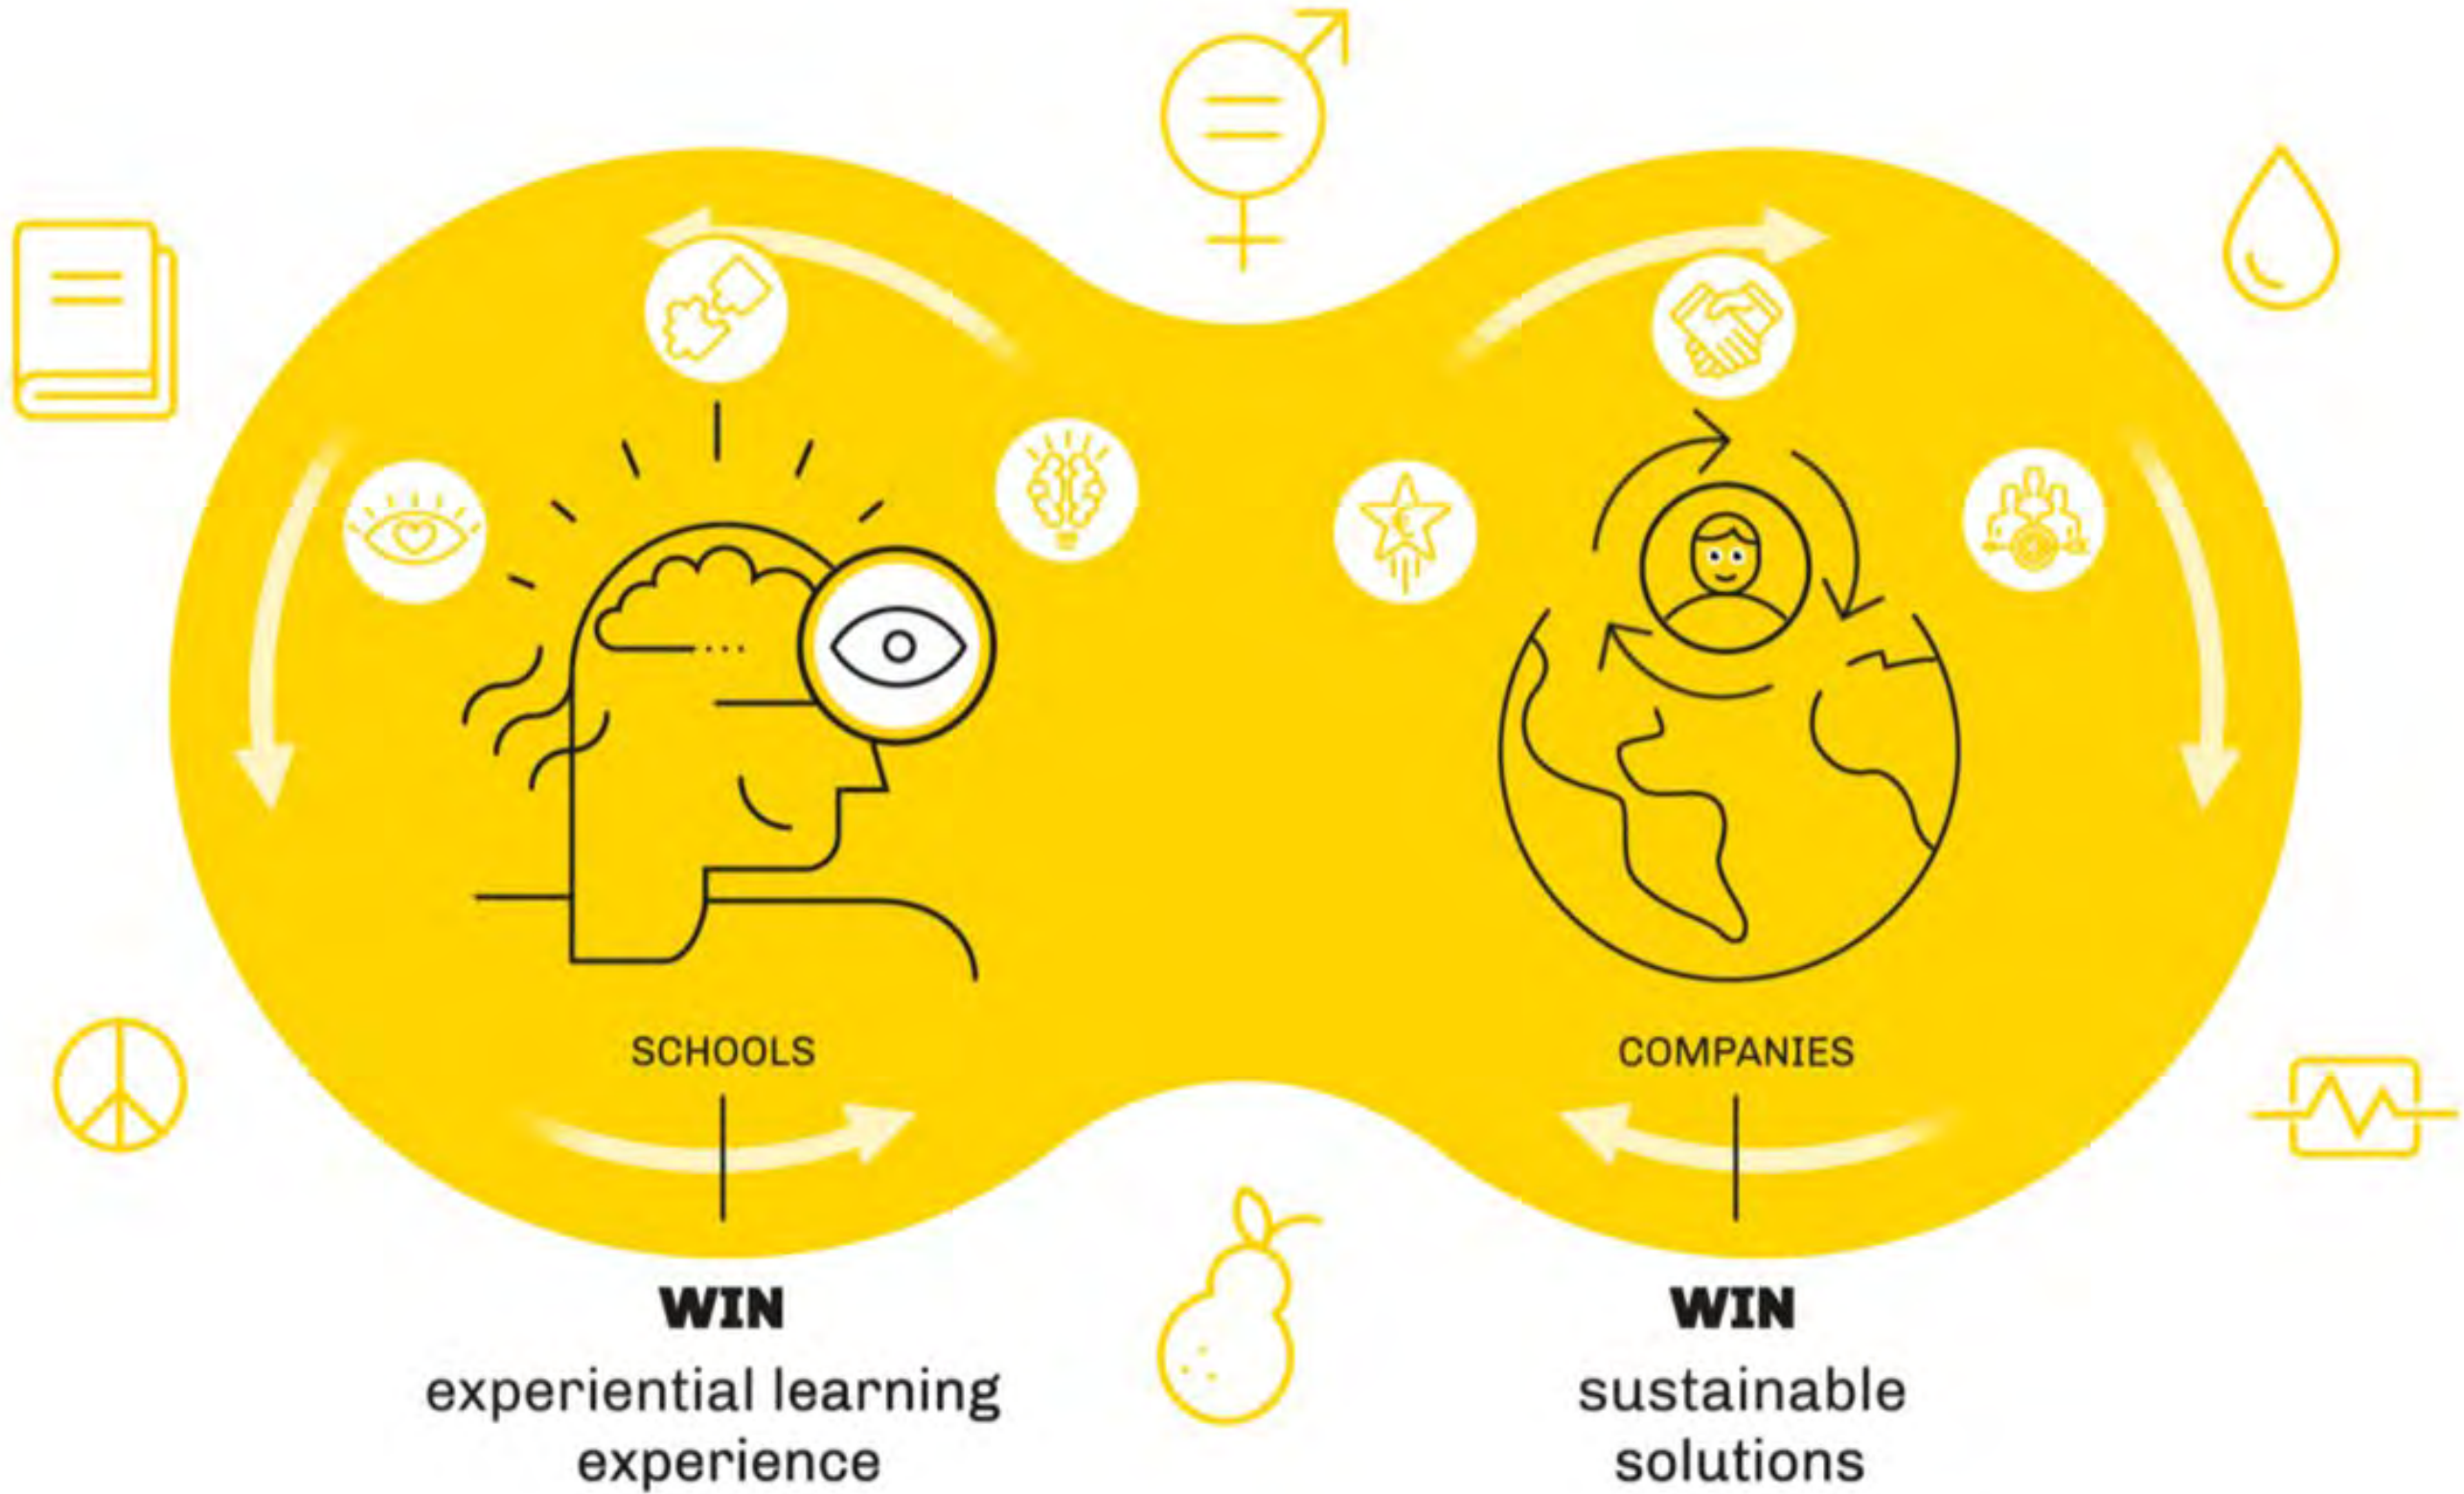 SCHOOLS
COMPANIES
WIN
experiential learning
experience
WIN
sustainable
solutions